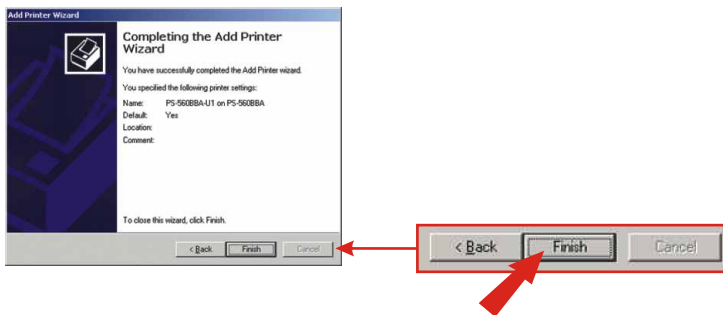 Add Printer Wizard
Completing the Add Printer
Wizard
You have successfully completed the Add Printer wizard.
You specified the following printer settings:
Name: PS-560BBA-U1 on PS-560BBA
Default: Yes
Location:
Comment:
To close this wizard, click Finish.
< Back Finish Cancel
< Back Finish Cancel